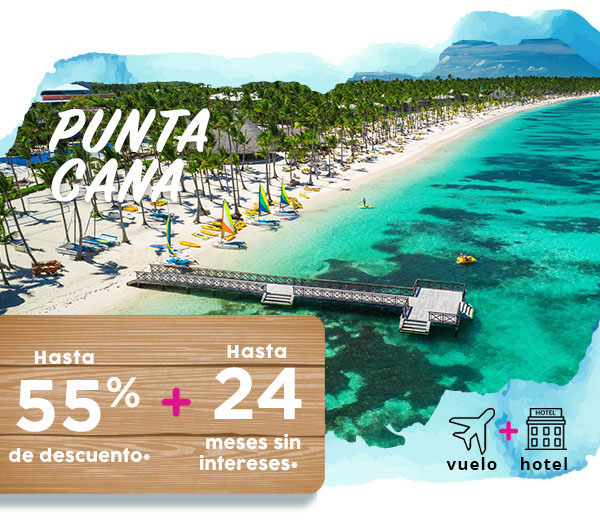 PUNTA
CANA
Hasta
55%
de descuento•
+
Hasta
24
meses sin
intereses•
HOTEL
vuelo + hotel